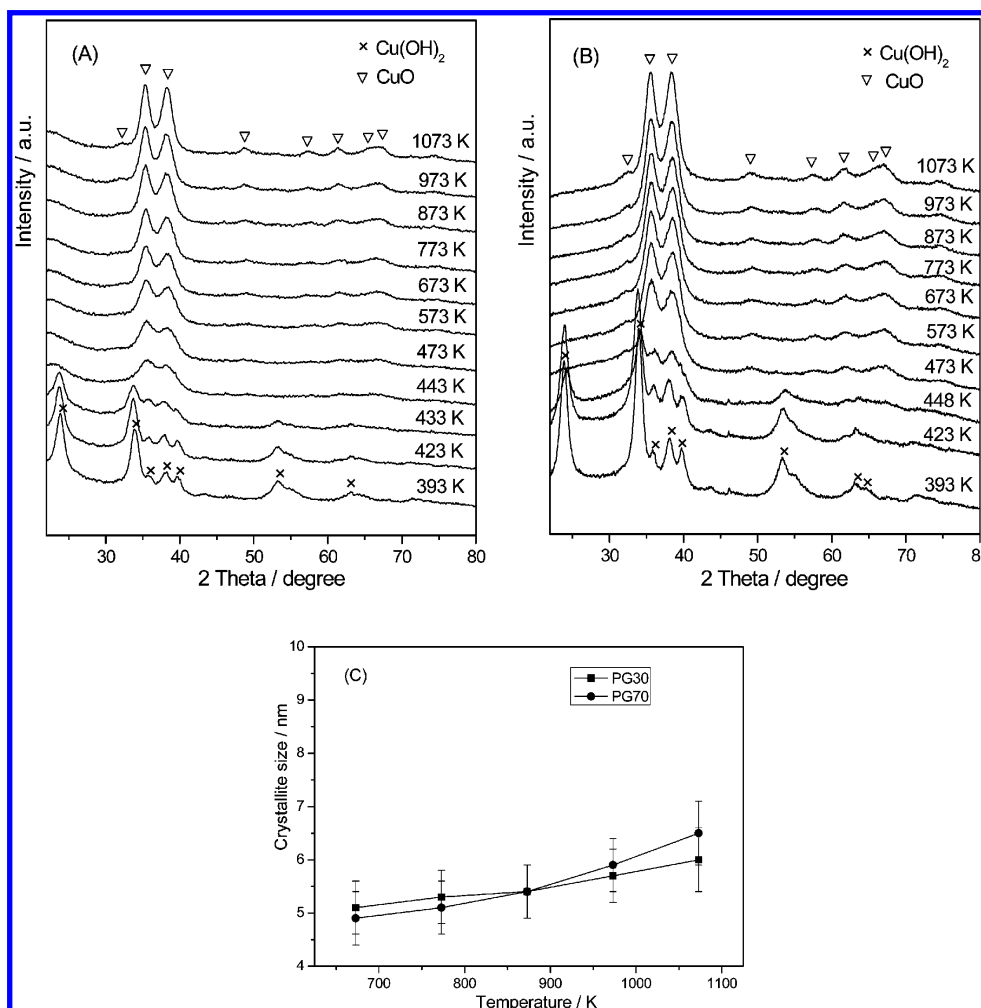 (A)
× Cu(OH)₂
▽ CuO
1073 K
973 K
873 K
773 K
673 K
573 K
473 K
443 K
433 K
423 K
393 K
Intensity / a.u.
30 40 50 60 70 80
2 Theta / degree
(B)
× Cu(OH)₂
▽ CuO
1073 K
973 K
873 K
773 K
673 K
573 K
473 K
448 K
423 K
393 K
Intensity / a.u.
30 40 50 60 70 8
2 Theta / degree
(C)
PG30
PG70
10
9
8
7
6
5
4
Crystallite size / nm
700 800 900 1000 1100
Temperature / K